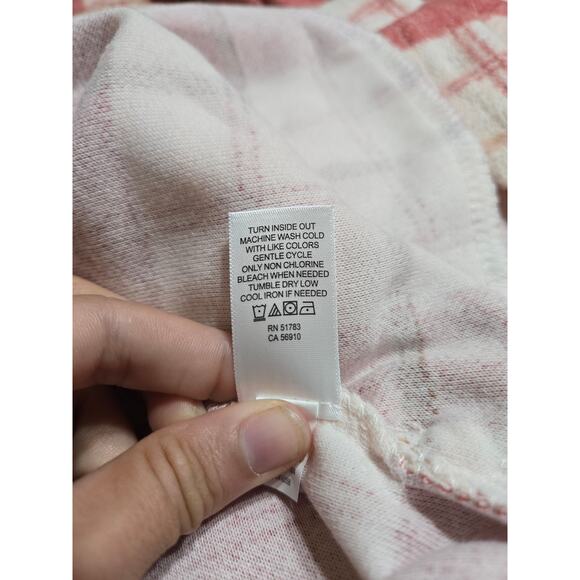 TURN INSIDE OUT
MACHINE WASH COLD
WITH LIKE COLORS
GENTLE CYCLE
ONLY NON CHLORINE
BLEACH WHEN NEEDED
TUMBLE DRY LOW
COOL IRON IF NEEDED
RN 51783
CA 56910